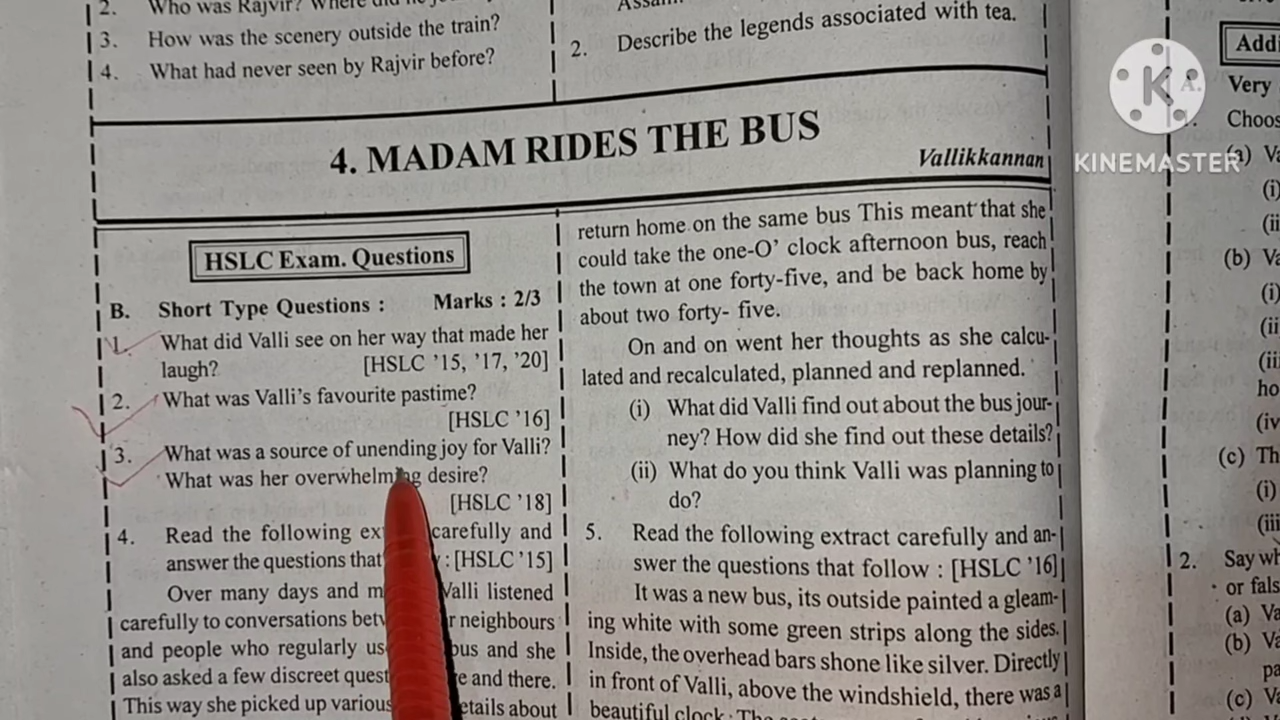 2. Who was Rajvir? Where
3. How was the scenery outside the train?
4. What had never seen by Rajvir before?
2. Describe the legends associated with tea.
4. MADAM RIDES THE BUS
Vallikkannan
HSLC Exam. Questions
B. Short Type Questions : Marks : 2/3
1. What did Valli see on her way that made her
laugh? [HSLC ’15, ’17, ’20]
2. What was Valli’s favourite pastime?
[HSLC ’16]
3. What was a source of unending joy for Valli?
What was her overwhelming desire?
[HSLC ’18]
4. Read the following carefully and
answer the questions that : [HSLC ’15]
Over many days and Valli listened
carefully to conversations neighbours
and people who regularly bus and she
also asked a few discreet and there.
This way she picked up various about
return home on the same bus This meant that she
could take the one-O’ clock afternoon bus, reach
the town at one forty-five, and be back home by
about two forty- five.
On and on went her thoughts as she calcu-
lated and recalculated, planned and replanned.
(i) What did Valli find out about the bus jour-
ney? How did she find out these details?
(ii) What do you think Valli was planning to
do?
5. Read the following extract carefully and an-
swer the questions that follow : [HSLC ’16]
It was a new bus, its outside painted a gleam-
ing white with some green strips along the sides.
Inside, the overhead bars shone like silver. Directly
in front of Valli, above the windshield, there was a
beautiful clock.
K
KINEMASTER
A.
Very
Choos
(a)
(i)
(b)
(i)
(c) Th
(i)
2. Say
or fals
(a)
(b)
(c)